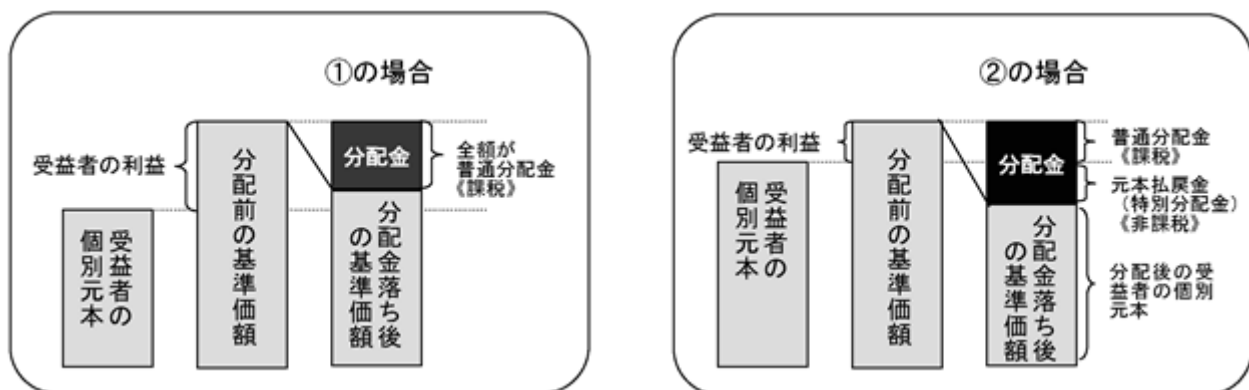 ①の場合
受益者の利益
受益者の
個別元本
分配前の基準価額
分配金
分配金落ち後
の基準価額
全額が
普通分配金
《課税》
②の場合
受益者の利益
受益者の
個別元本
分配前の基準価額
分配金
分配金落ち後
の基準価額
普通分配金
《課税》
元本払戻金
(特別分配金)
《非課税》
分配後の受
益者の個別
元本